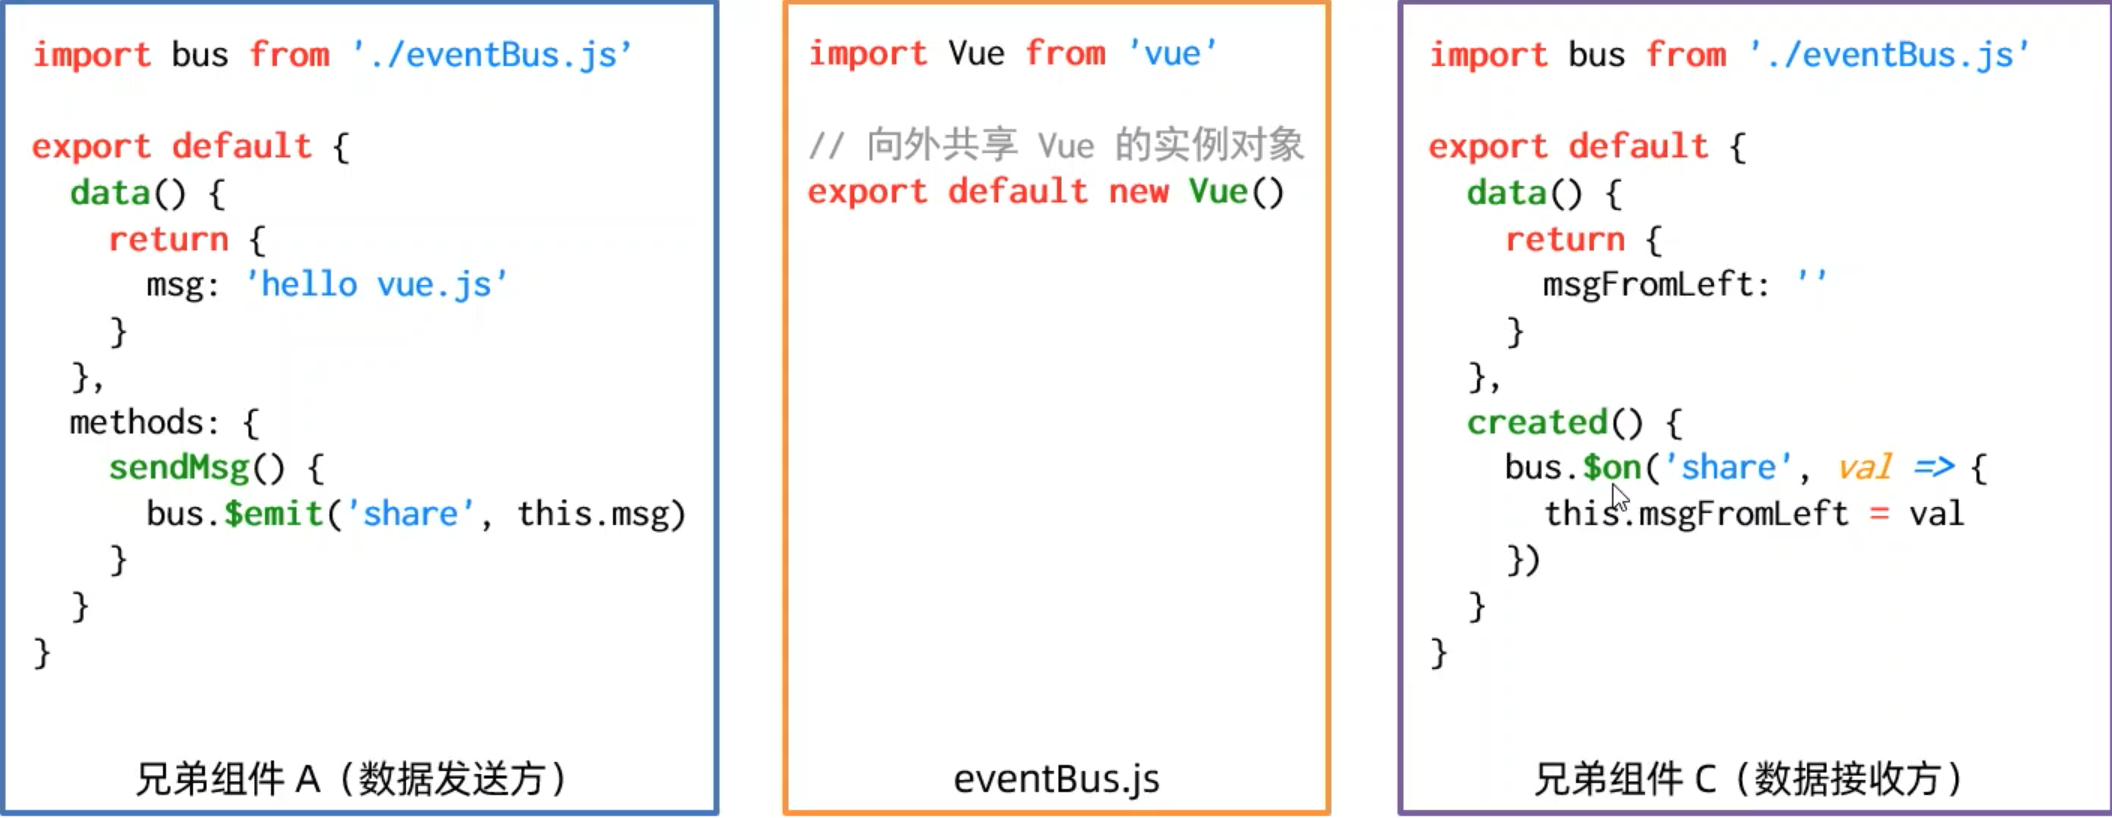 import bus from './eventBus.js’
export default {
data() {
return {
msg: 'hello vue.js'
}
},
methods: {
sendMsg() {
bus.$emit('share', this.msg)
}
}
}
兄弟组件 A（数据发送方）
import Vue from 'vue'
// 向外共享 Vue 的实例对象
export default new Vue()
eventBus.js
import bus from './eventBus.js'
export default {
data() {
return {
msgFromLeft: ''
}
},
created() {
bus.$on('share', val => {
this.msgFromLeft = val
})
}
}
兄弟组件 C（数据接收方）